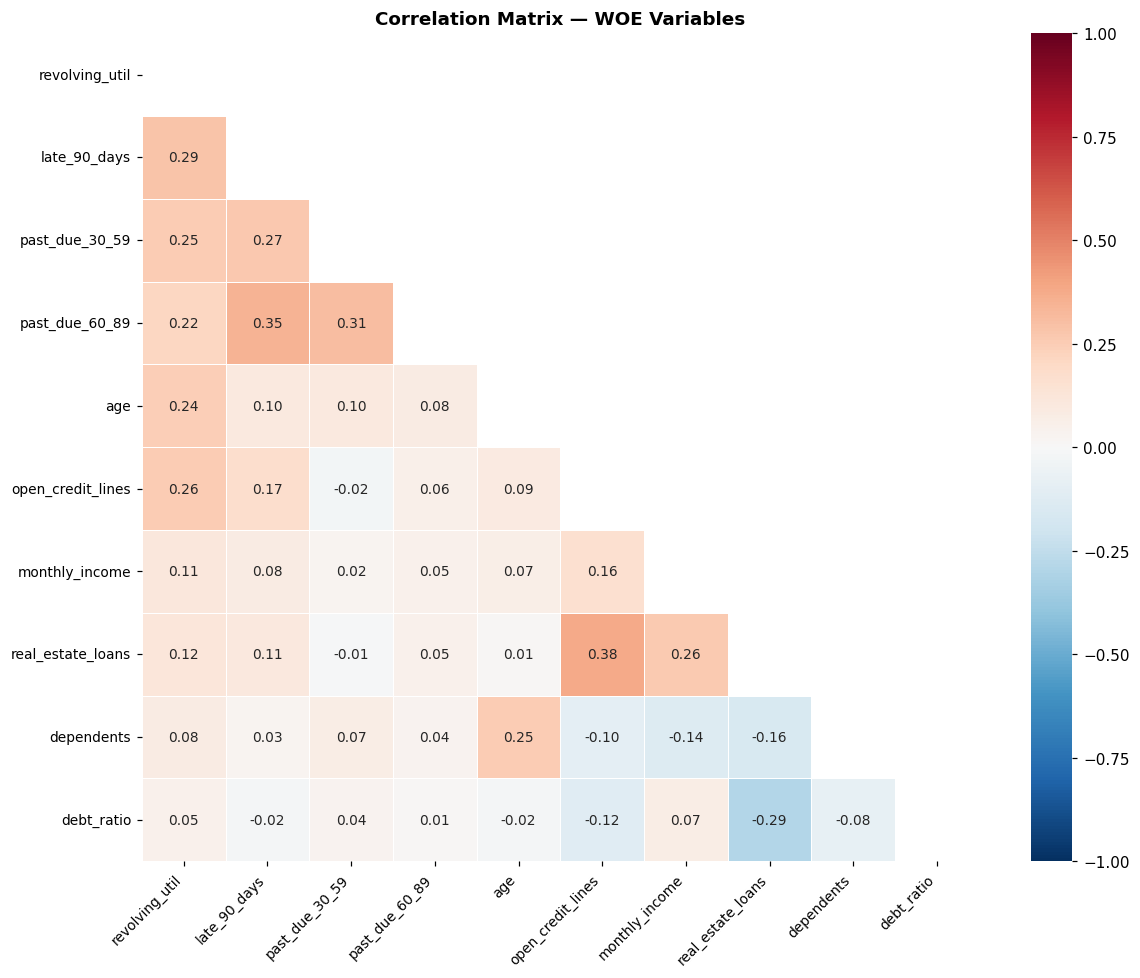 Correlation Matrix — WOE Variables
revolving_util
late_90_days 0.29
past_due_30_59 0.25 0.27
past_due_60_89 0.22 0.35 0.31
age 0.24 0.10 0.10 0.08
open_credit_lines 0.26 0.17 -0.02 0.06 0.09
monthly_income 0.11 0.08 0.02 0.05 0.07 0.16
real_estate_loans 0.12 0.11 -0.01 0.05 0.01 0.38 0.26
dependents 0.08 0.03 0.07 0.04 0.25 -0.10 -0.14 -0.16
debt_ratio 0.05 -0.02 0.04 0.01 -0.02 -0.12 0.07 -0.29 -0.08
revolving_util
late_90_days
past_due_30_59
past_due_60_89
age
open_credit_lines
monthly_income
real_estate_loans
dependents
debt_ratio
1.00
0.75
0.50
0.25
0.00
−0.25
−0.50
−0.75
−1.00